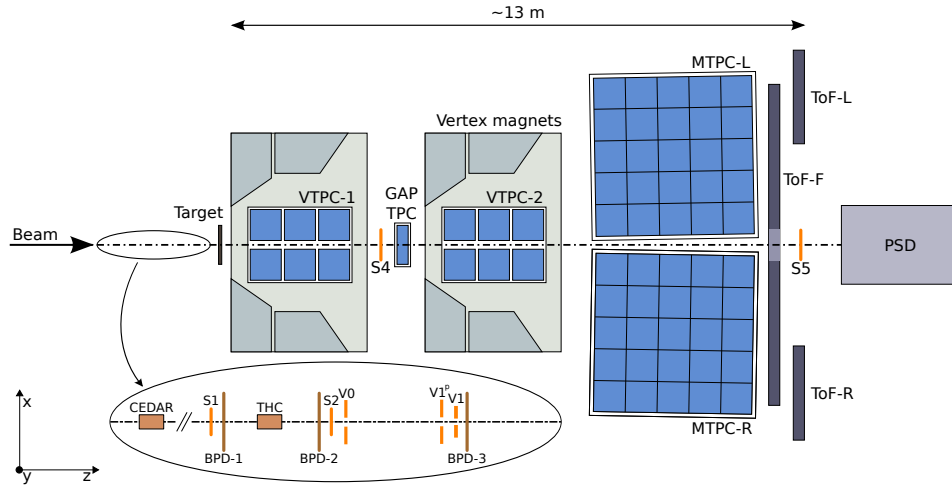 ~13 m
MTPC-L
ToF-L
Vertex magnets
ToF-F
VTPC-1
GAP
TPC
VTPC-2
Target
Beam
S4
S5
PSD
ToF-R
MTPC-R
x
y
z
CEDAR
S1
THC
S2
V0
V1ᴾ
V1
BPD-1
BPD-2
BPD-3